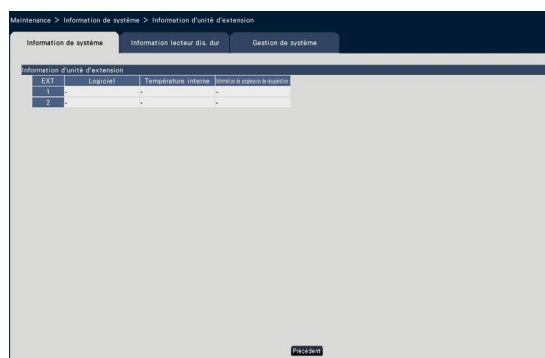 Maintenance > Information de système > Information d'unité d'extension
Information de système Information lecteur dis. dur Gestion de système
Information d'unité d'extension
EXT Logiciel Température interne Information de progression de récupération
1 - - -
2 - - -
Précédent